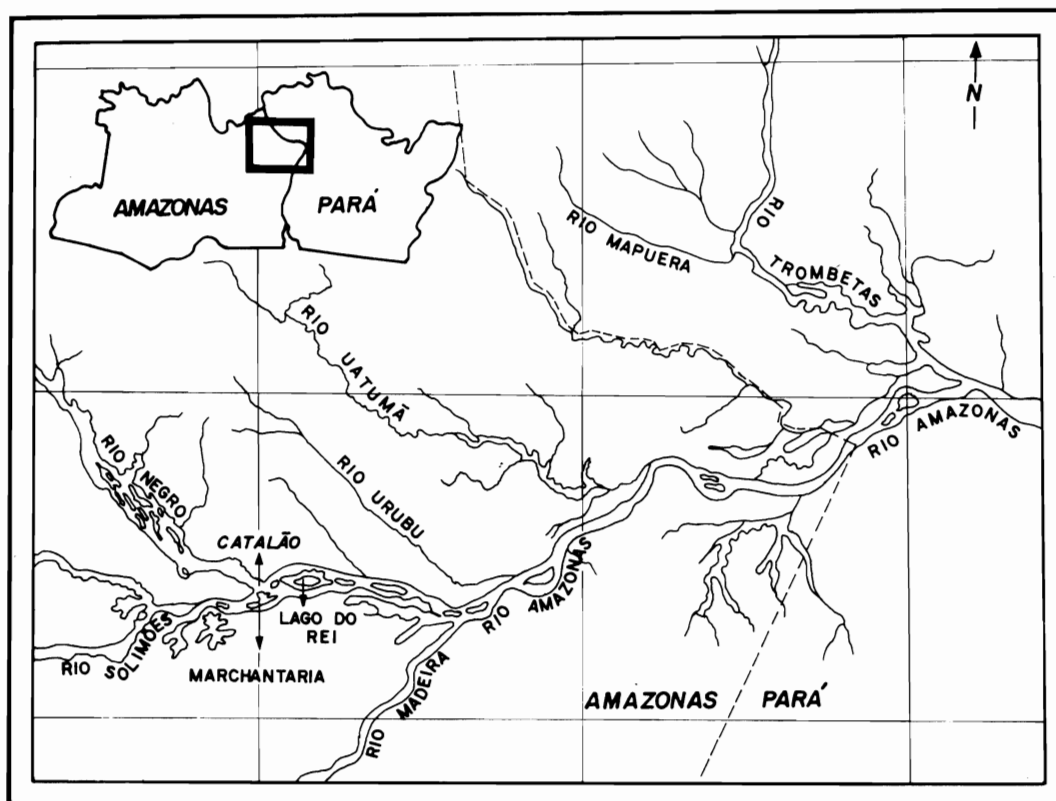 N
AMAZONAS
PARÁ
RIO MAPUERA
RIO
TROMBETAS
RIO
UATUMÃ
RIO AMAZONAS
RIO
NEGRO
RIO URUBU
CATALÃO
RIO AMAZONAS
LAGO DO
REI
RIO SOLIMÕES
MARCHANTARIA
RIO MADEIRA
AMAZONAS
PARÁ